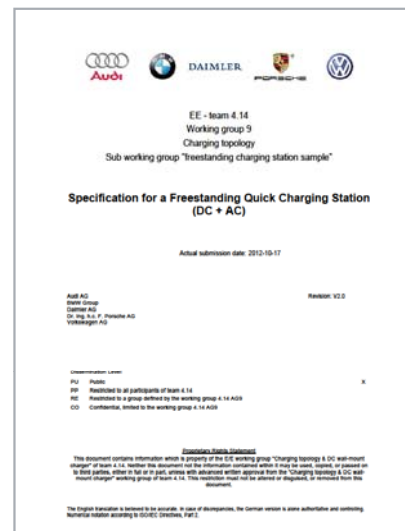 Audi
DAIMLER
PORSCHE
EE - team 4.14
Working group 9
Charging topology
Sub working group "freestanding charging station sample"
Specification for a Freestanding Quick Charging Station
(DC + AC)
Actual submission date: 2012-10-17
Audi AG
Revision: V2.0
BMW Group
Daimler AG
Dr. Ing. h.c. F. Porsche AG
Volkswagen AG
Dissemination Level
PU Public X
PP Restricted to all participants of team 4.14
RE Restricted to a group defined by the working group 4.14 AG9
CO Confidential, limited to the working group 4.14 AG9
Proprietary Rights Statement
This document contains information which is property of the E/E working group "Charging topology & DC wall-mount
charger" of team 4.14. Neither this document not the information contained within it may be used, copied, or passed on
to third parties, either in full or in part, unless with advanced written approval from the "Charging topology & DC wall-
mount charger" working group of team 4.14. This restriction must not be altered or disguised, or removed from this
document.
The English translation is believed to be accurate. In case of discrepancies, the German version is alone authoritative and controlling.
Numerical notation according to ISO/IEC Directives, Part 2.